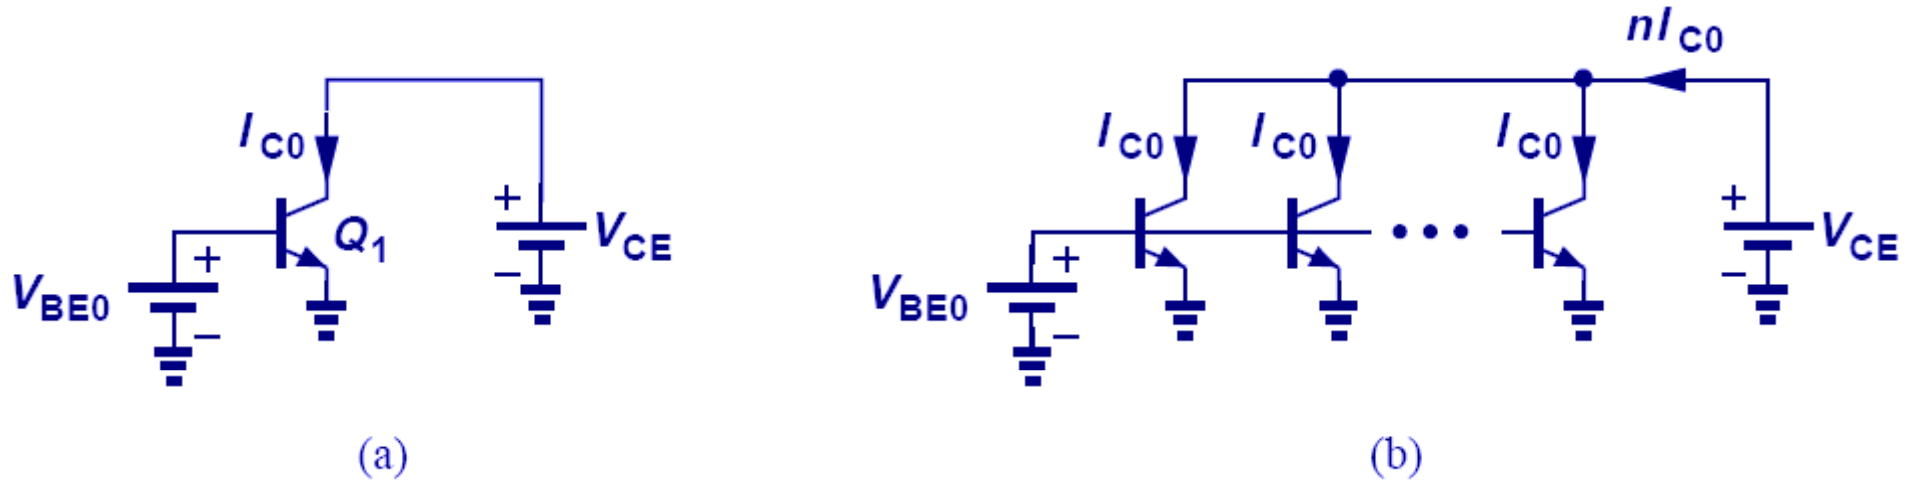 nI_C0
I_C0
I_C0 I_C0 I_C0
+ +
Q_1 V_CE V_CE
+ +
− −
V_BE0 V_BE0
− −
(a) (b)